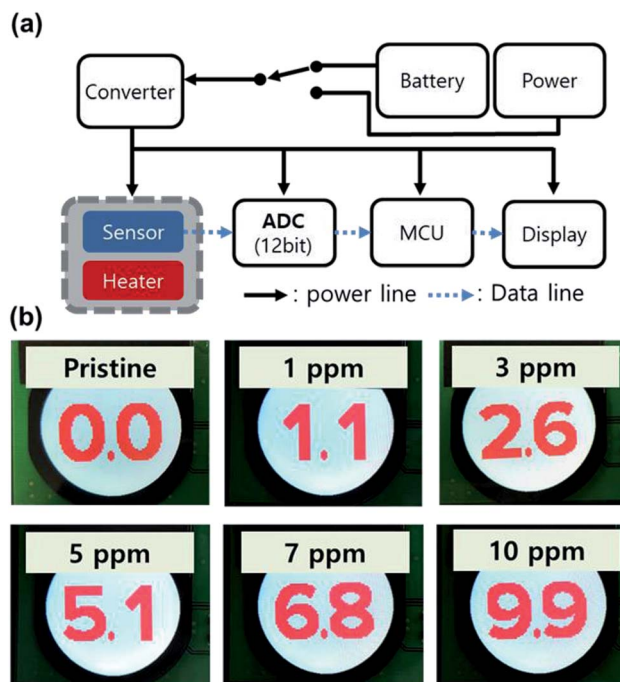 (a)
Converter
Battery
Power
Sensor
Heater
ADC
(12bit)
MCU
Display
: power line
: Data line
(b)
Pristine
0.0
1 ppm
1.1
3 ppm
2.6
5 ppm
5.1
7 ppm
6.8
10 ppm
9.9